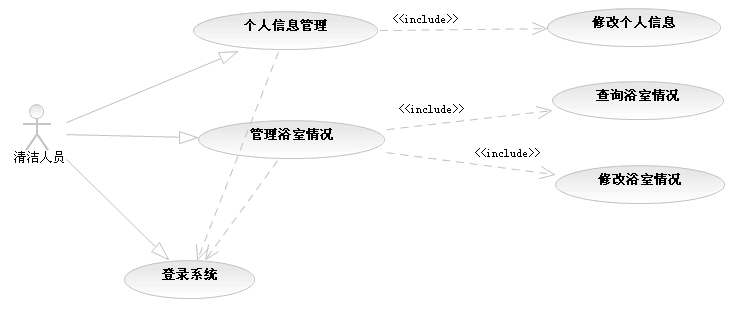 个人信息管理
<<include>>
修改个人信息
查询浴室情况
<<include>>
管理浴室情况
<<include>>
清洁人员
修改浴室情况
登录系统